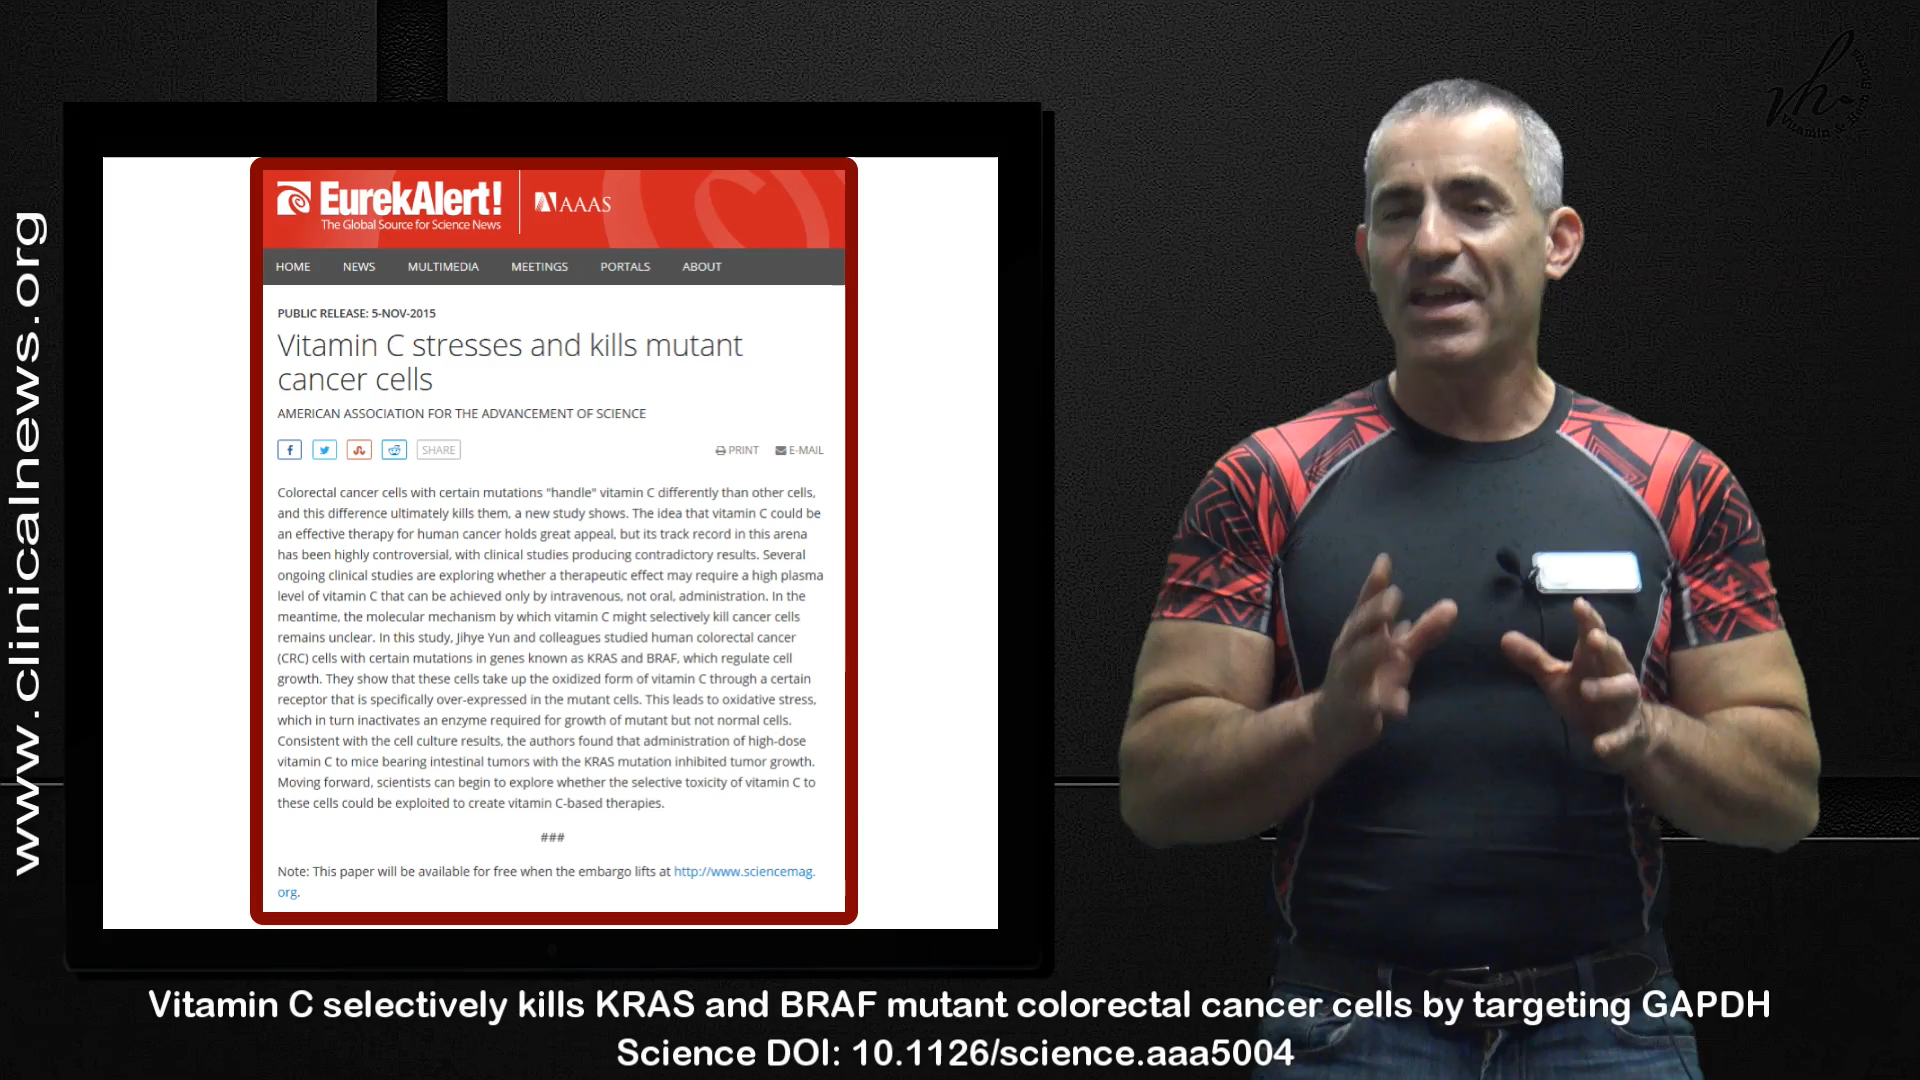 www.clinicalnews.org
EurekAlert!
The Global Source for Science News
AAAS
HOME NEWS MULTIMEDIA MEETINGS PORTALS ABOUT
PUBLIC RELEASE: 5-NOV-2015
Vitamin C stresses and kills mutant
cancer cells
AMERICAN ASSOCIATION FOR THE ADVANCEMENT OF SCIENCE
SHARE PRINT E-MAIL
Colorectal cancer cells with certain mutations "handle" vitamin C differently than other cells,
and this difference ultimately kills them, a new study shows. The idea that vitamin C could be
an effective therapy for human cancer holds great appeal, but its track record in this arena
has been highly controversial, with clinical studies producing contradictory results. Several
ongoing clinical studies are exploring whether a therapeutic effect may require a high plasma
level of vitamin C that can be achieved only by intravenous, not oral, administration. In the
meantime, the molecular mechanism by which vitamin C might selectively kill cancer cells
remains unclear. In this study, Jihye Yun and colleagues studied human colorectal cancer
(CRC) cells with certain mutations in genes known as KRAS and BRAF, which regulate cell
growth. They show that these cells take up the oxidized form of vitamin C through a certain
receptor that is specifically over-expressed in the mutant cells. This leads to oxidative stress,
which in turn inactivates an enzyme required for growth of mutant but not normal cells.
Consistent with the cell culture results, the authors found that administration of high-dose
vitamin C to mice bearing intestinal tumors with the KRAS mutation inhibited tumor growth.
Moving forward, scientists can begin to explore whether the selective toxicity of vitamin C to
these cells could be exploited to create vitamin C-based therapies.
###
Note: This paper will be available for free when the embargo lifts at http://www.sciencemag.
org.
vh
Vitamin &
Vitamin C selectively kills KRAS and BRAF mutant colorectal cancer cells by targeting GAPDH
Science DOI: 10.1126/science.aaa5004